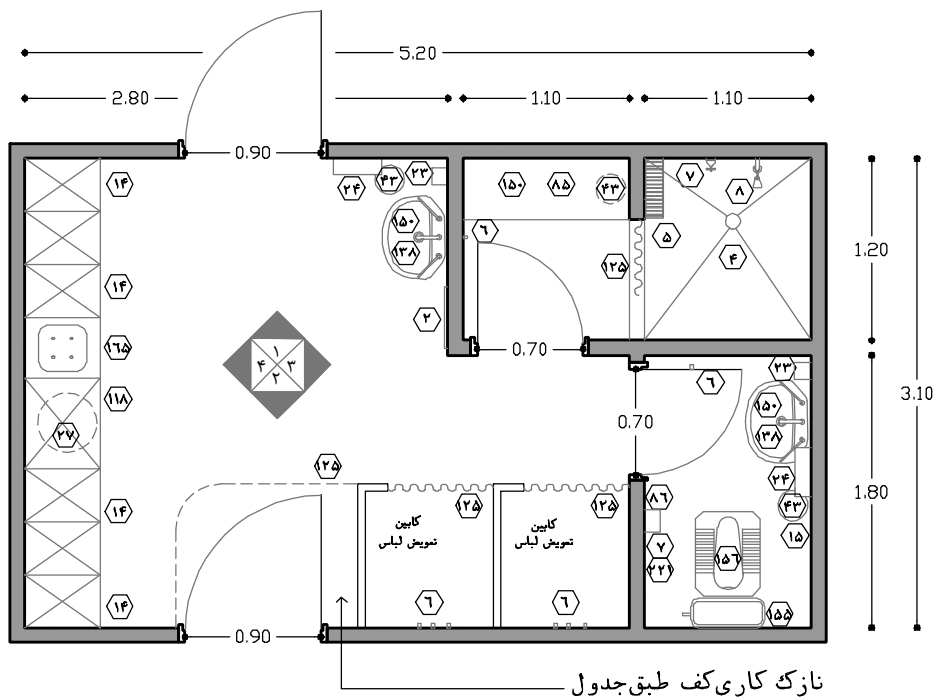 5.20
2.80 1.10 1.10
0.90
۱۴ ۲۴ ۴۳ ۲۳ ۱۵۰ ۸۵ ۴۳ ۷ ۸
۱۵۰ ۶ ۵
۱۳۸ ۱۲۵ ۴ 1.20
۱۴ ۲
۱۶۵ 0.70
۱
۴ ۳
۲
۱۱۸ ۶ ۲۳ 3.10
۲۷ 0.70 ۱۵۰
۱۳۸
۱۲۵ ۲۴
۱۴ ۱۲۵ ۱۲۵ ۸۶ ۴۳ 1.80
کابین
تعویض لباس
کابین
تعویض لباس
۷ ۱۵
۲۲۱ ۱۵۶
۱۴ ۶ ۶ ۱۵۵
0.90
نازک کاری کف طبق جدول